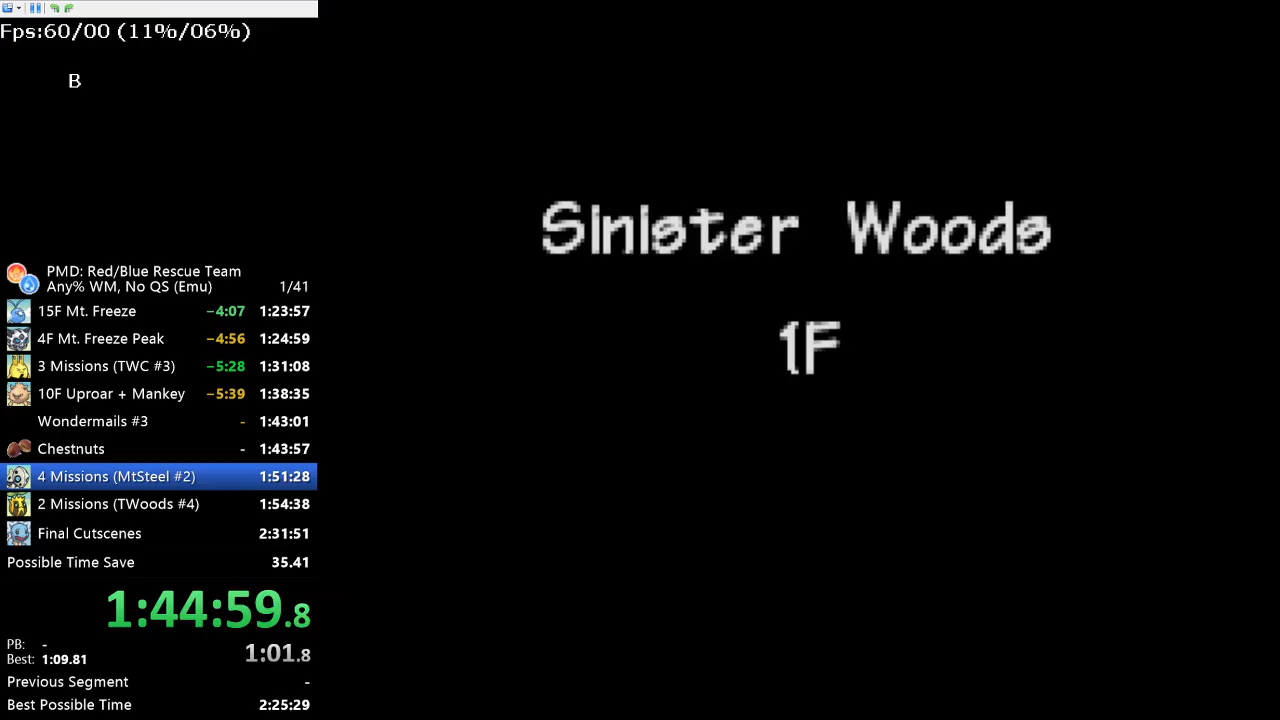 Fps:60/00 (11%/06%)
B
Sinister Woods
1F
PMD: Red/Blue Rescue Team
Any% WM, No QS (Emu) 1/41
15F Mt. Freeze −4:07 1:23:57
4F Mt. Freeze Peak −4:56 1:24:59
3 Missions (TWC #3) −5:28 1:31:08
10F Uproar + Mankey −5:39 1:38:35
Wondermails #3 - 1:43:01
Chestnuts - 1:43:57
4 Missions (MtSteel #2) 1:51:28
2 Missions (TWoods #4) 1:54:38
Final Cutscenes 2:31:51
Possible Time Save 35.41
1:44:59.8
PB: -
Best: 1:09.81 1:01.8
Previous Segment -
Best Possible Time 2:25:29